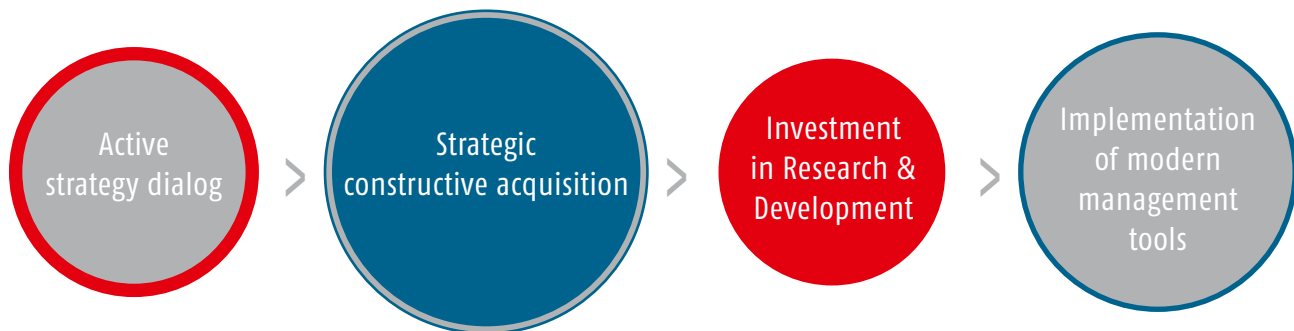 Active
strategy dialog
>
Strategic
constructive acquisition
>
Investment
in Research &
Development
>
Implementation
of modern
management
tools